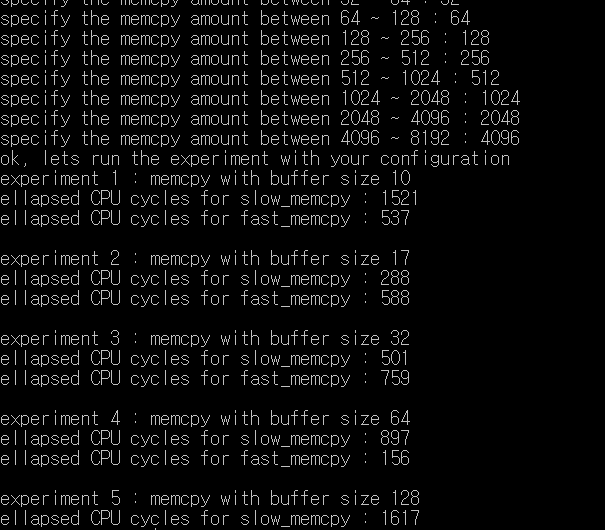 specify the memcpy amount between 32 ~ 64 : 32
specify the memcpy amount between 64 ~ 128 : 64
specify the memcpy amount between 128 ~ 256 : 128
specify the memcpy amount between 256 ~ 512 : 256
specify the memcpy amount between 512 ~ 1024 : 512
specify the memcpy amount between 1024 ~ 2048 : 1024
specify the memcpy amount between 2048 ~ 4096 : 2048
specify the memcpy amount between 4096 ~ 8192 : 4096
ok, lets run the experiment with your configuration
experiment 1 : memcpy with buffer size 10
ellapsed CPU cycles for slow_memcpy : 1521
ellapsed CPU cycles for fast_memcpy : 537
experiment 2 : memcpy with buffer size 17
ellapsed CPU cycles for slow_memcpy : 288
ellapsed CPU cycles for fast_memcpy : 588
experiment 3 : memcpy with buffer size 32
ellapsed CPU cycles for slow_memcpy : 501
ellapsed CPU cycles for fast_memcpy : 759
experiment 4 : memcpy with buffer size 64
ellapsed CPU cycles for slow_memcpy : 897
ellapsed CPU cycles for fast_memcpy : 156
experiment 5 : memcpy with buffer size 128
ellapsed CPU cycles for slow_memcpy : 1617